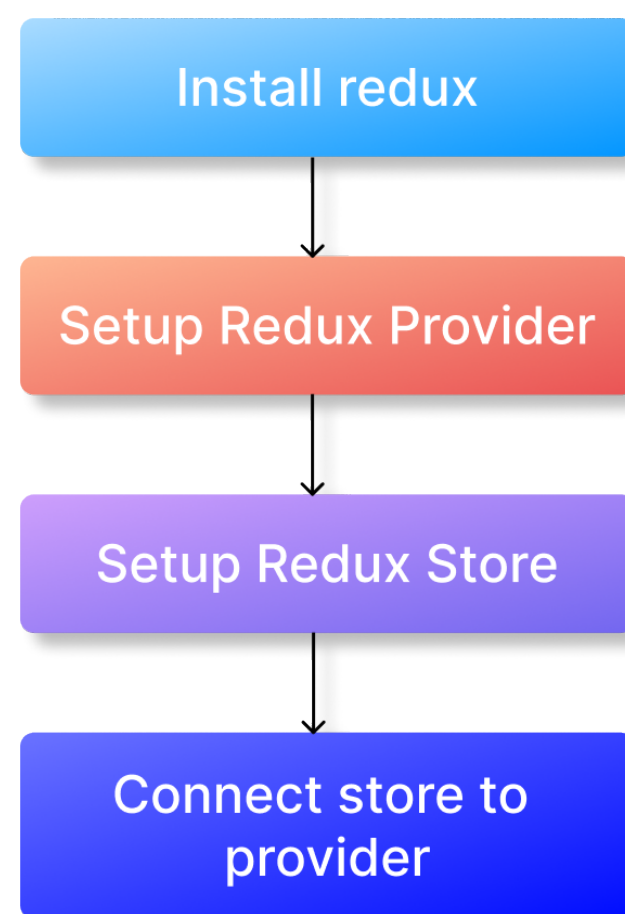 Install redux
Setup Redux Provider
Setup Redux Store
Connect store to
provider